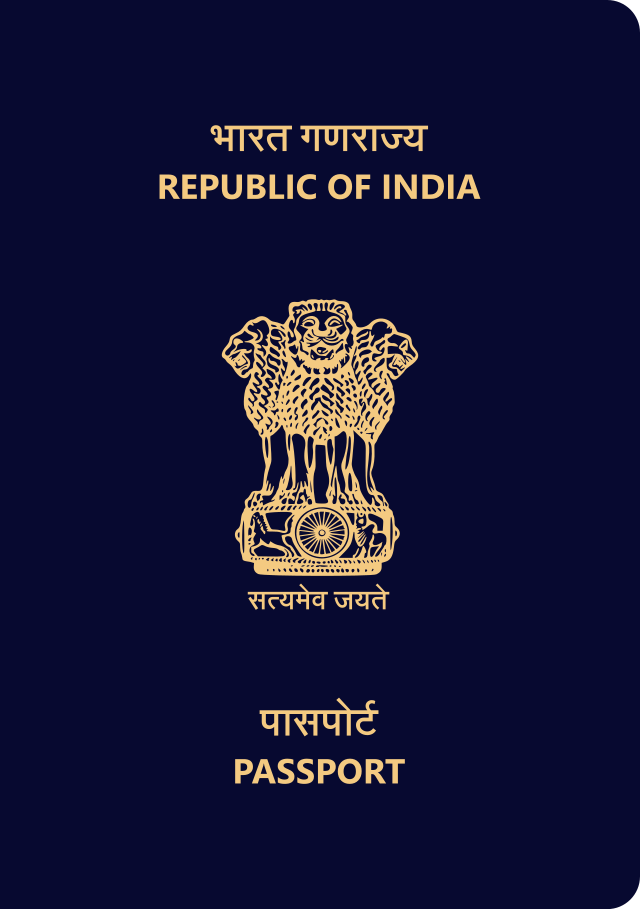 भारत गणराज्य
REPUBLIC OF INDIA
सत्यमेव जयते
पासपोर्ट
PASSPORT